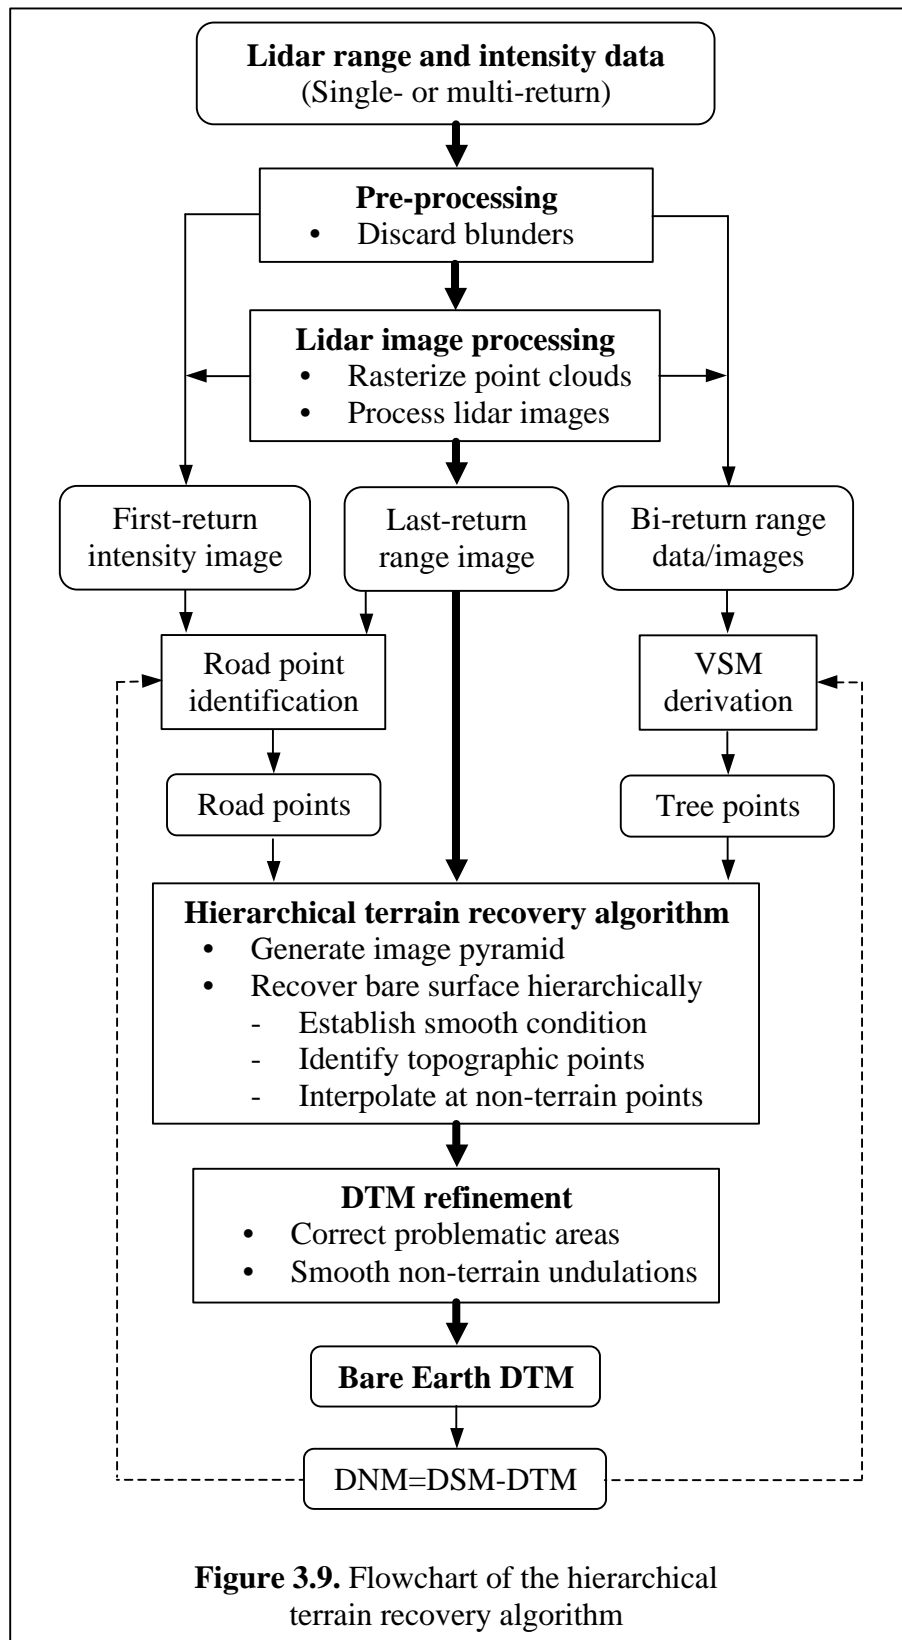 Lidar range and intensity data
(Single- or multi-return)
Pre-processing
• Discard blunders
Lidar image processing
• Rasterize point clouds
• Process lidar images
First-return
intensity image
Last-return
range image
Bi-return range
data/images
Road point
identification
VSM
derivation
Road points
Tree points
Hierarchical terrain recovery algorithm
• Generate image pyramid
• Recover bare surface hierarchically
- Establish smooth condition
- Identify topographic points
- Interpolate at non-terrain points
DTM refinement
• Correct problematic areas
• Smooth non-terrain undulations
Bare Earth DTM
DNM=DSM-DTM
Figure 3.9. Flowchart of the hierarchical
terrain recovery algorithm